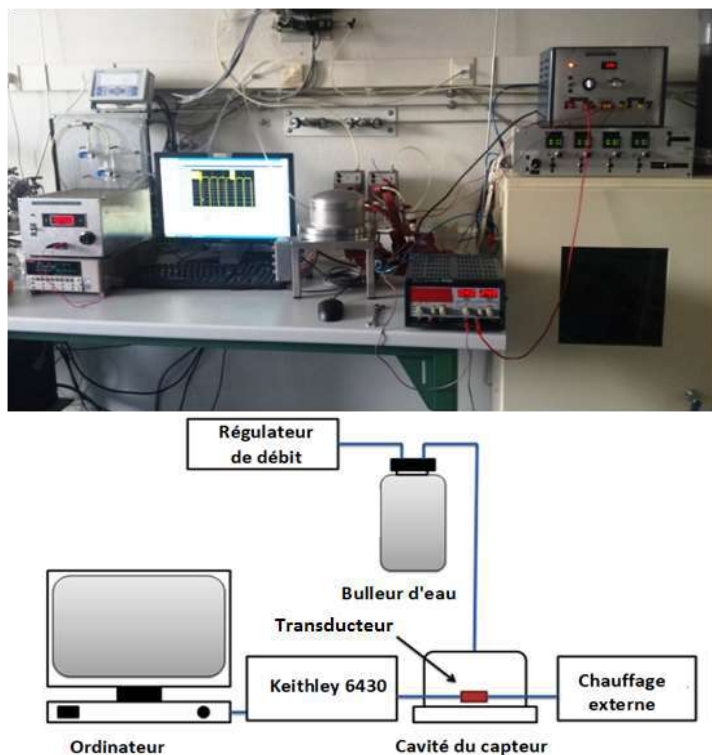 Régulateur
de débit
Bulleur d'eau
Transducteur
Keithley 6430
Chauffage
externe
Ordinateur
Cavité du capteur